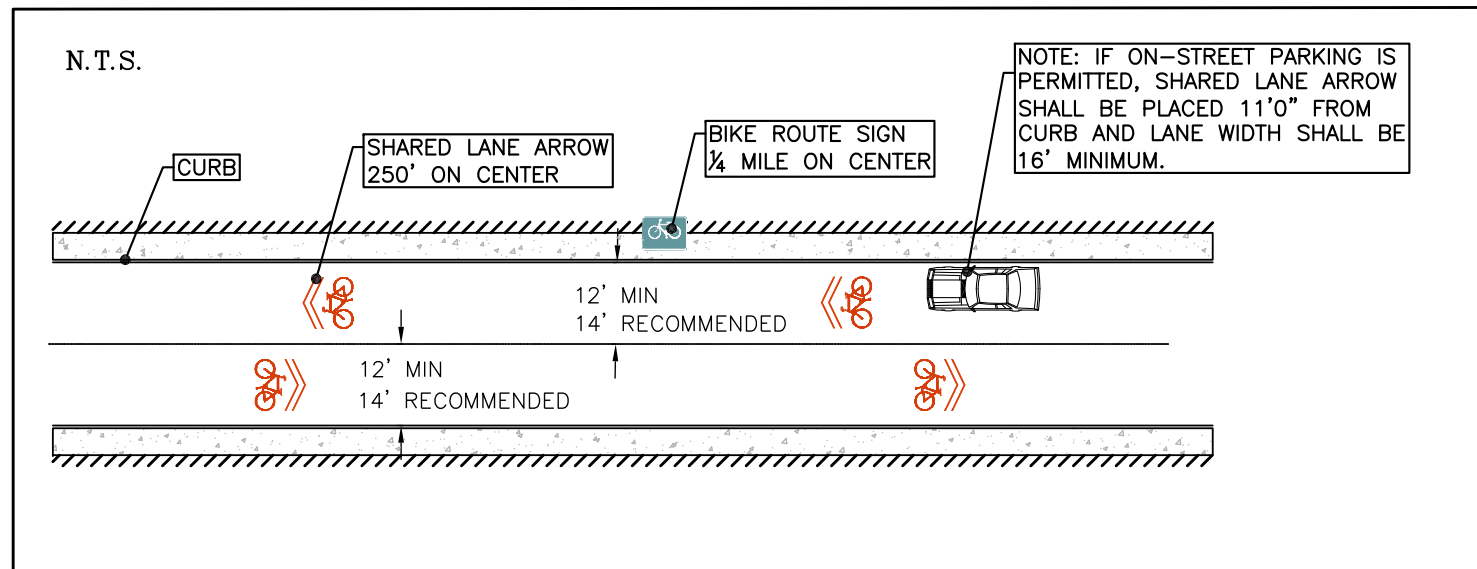 N.T.S.
NOTE: IF ON-STREET PARKING IS
PERMITTED, SHARED LANE ARROW
SHALL BE PLACED 11'0" FROM
CURB AND LANE WIDTH SHALL BE
16' MINIMUM.
BIKE ROUTE SIGN
¼ MILE ON CENTER
SHARED LANE ARROW
250' ON CENTER
CURB
12' MIN
14' RECOMMENDED
12' MIN
14' RECOMMENDED